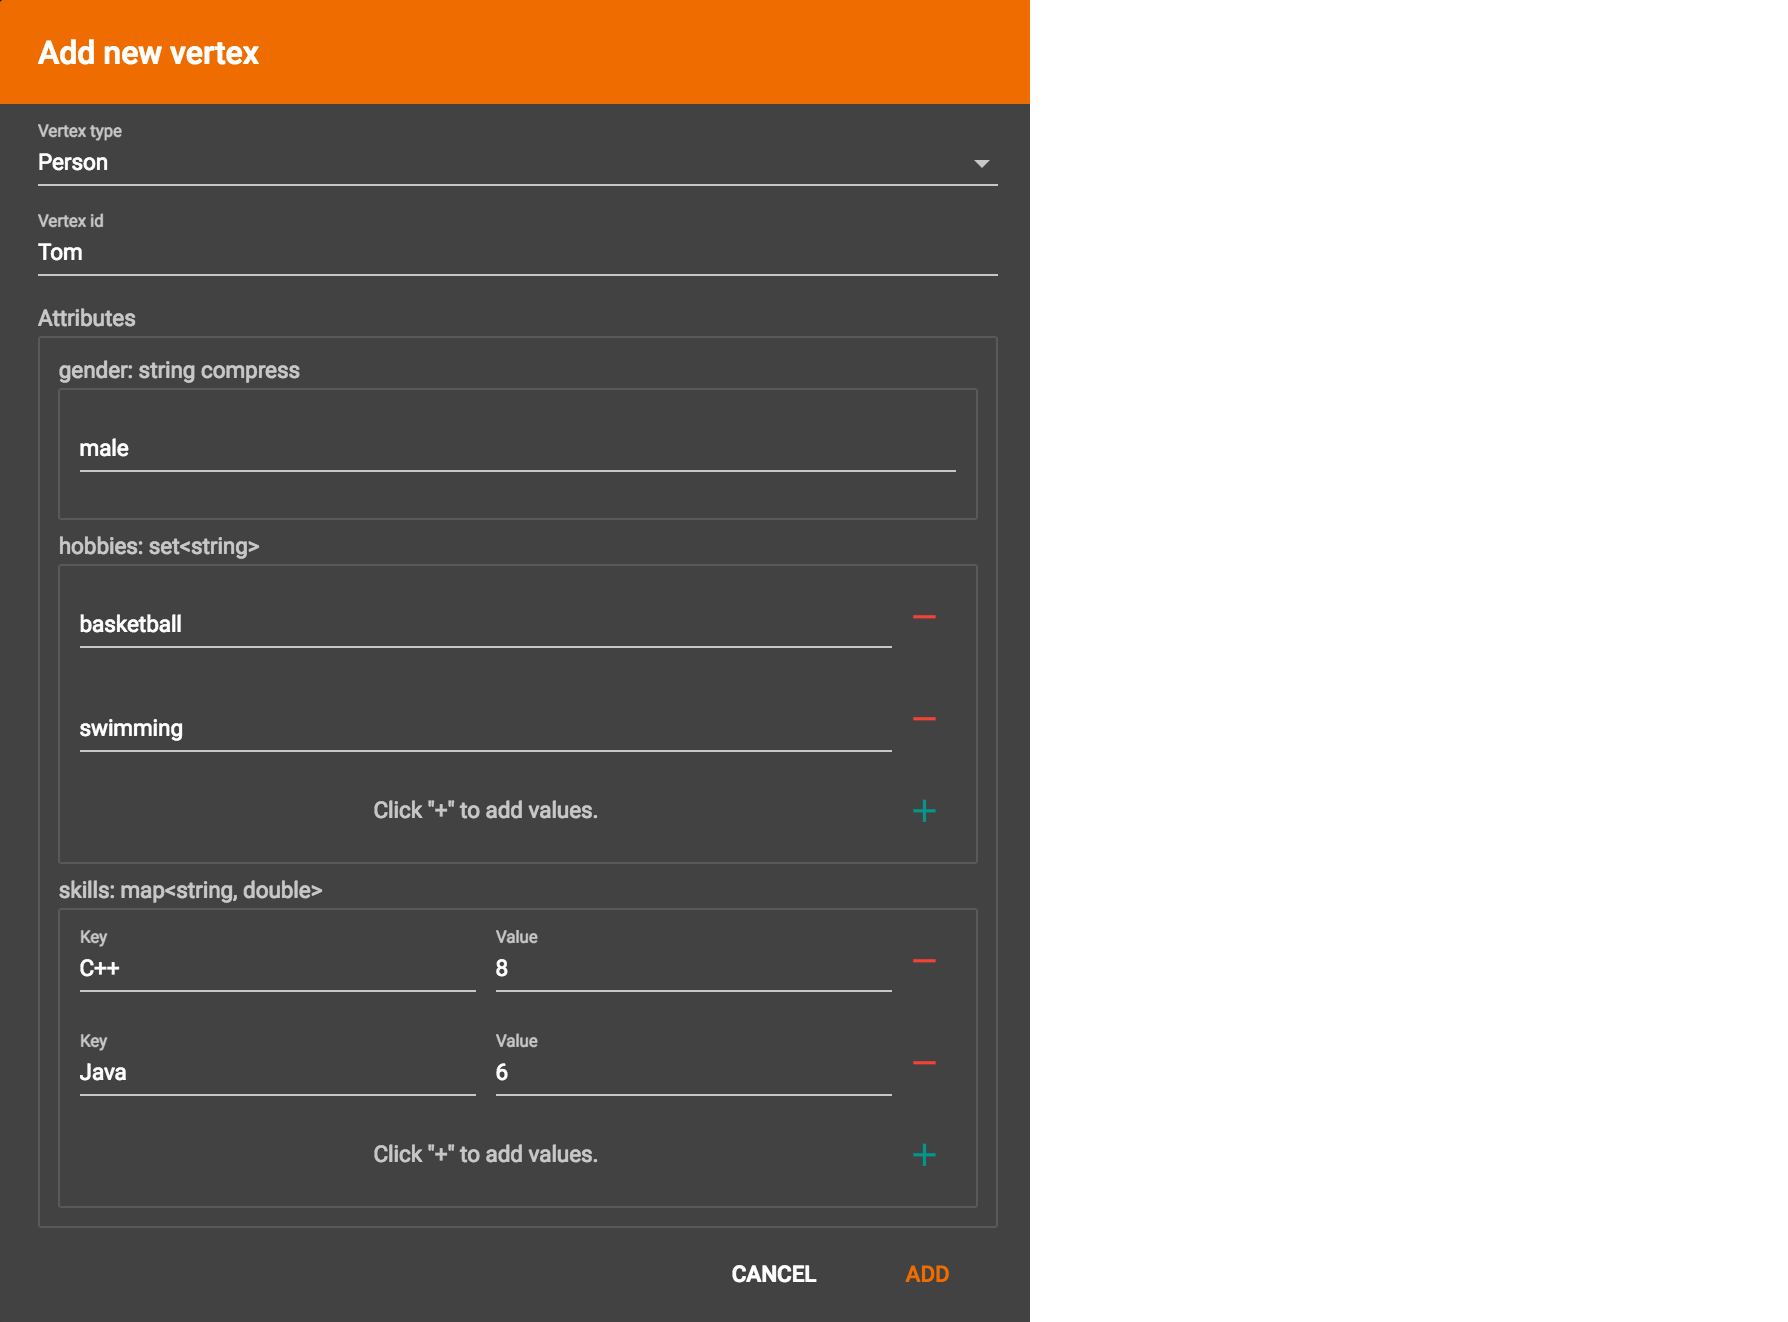 Add new vertex
Vertex type
Person
Vertex id
Tom
Attributes
gender: string compress
male
hobbies: set<string>
basketball
swimming
Click "+" to add values.
skills: map<string, double>
Key Value
C++ 8
Key Value
Java 6
Click "+" to add values.
CANCEL ADD